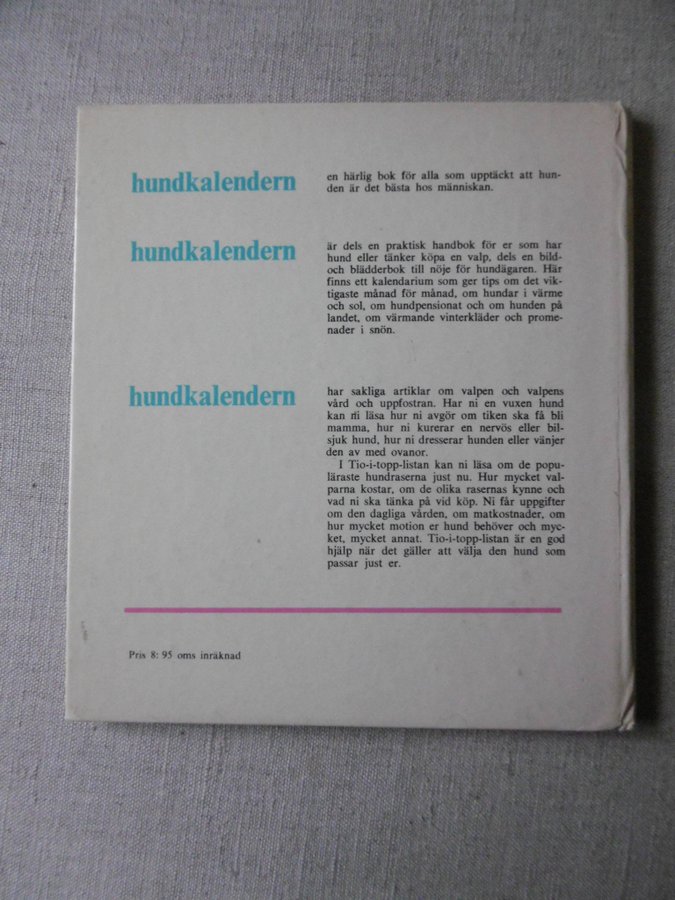 hundkalendern
en härlig bok för alla som upptäckt att hun-
den är det bästa hos människan.
hundkalendern
är dels en praktisk handbok för er som har
hund eller tänker köpa en valp, dels en bild-
och blädderbok till nöje för hundägaren. Här
finns ett kalendarium som ger tips om det vik-
tigaste månad för månad, om hundar i värme
och sol, om hundpensionat och om hunden på
landet, om värmande vinterkläder och prome-
nader i snön.
hundkalendern
har sakliga artiklar om valpen och valpens
vård och uppfostran. Har ni en vuxen hund
kan ni läsa hur ni avgör om tiken ska få bli
mamma, hur ni kurerar en nervös eller bil-
sjuk hund, hur ni dresserar hunden eller vänjer
den av med ovanor.
I Tio-i-topp-listan kan ni läsa om de popu-
läraste hundraserna just nu. Hur mycket val-
parna kostar, om de olika rasernas kynne och
vad ni ska tänka på vid köp. Ni får uppgifter
om den dagliga vården, om matkostnader, om
hur mycket motion er hund behöver och myc-
ket, mycket annat. Tio-i-topp-listan är en god
hjälp när det gäller att välja den hund som
passar just er.
Pris 8: 95 oms inräknad